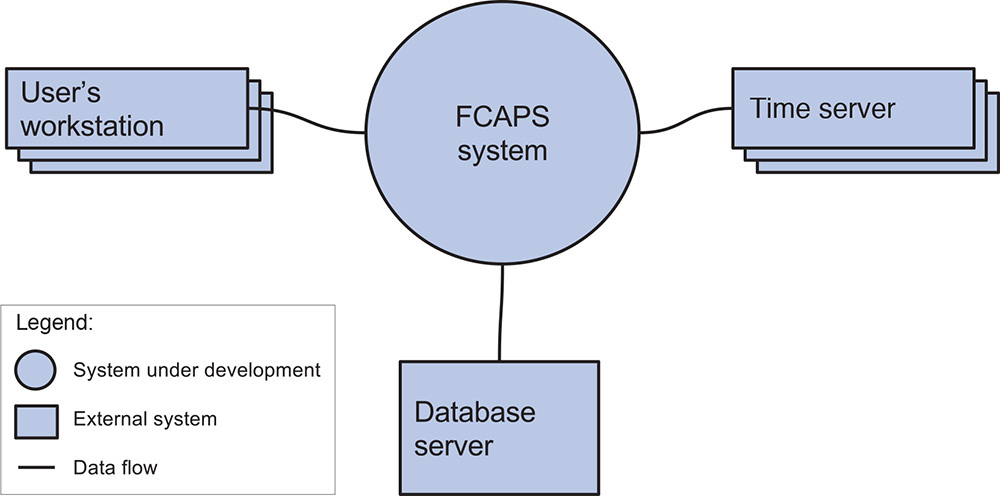 User's
workstation
FCAPS
system
Time server
Database
server
Legend:
System under development
External system
Data flow